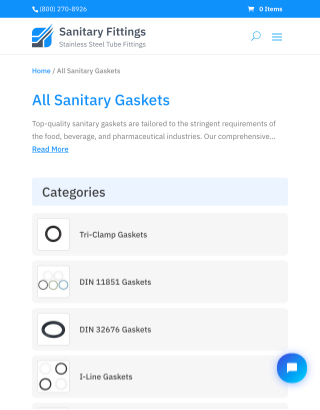 (800) 270-8926
0 Items
Sanitary Fittings
Stainless Steel Tube Fittings
Home / All Sanitary Gaskets
All Sanitary Gaskets
Top-quality sanitary gaskets are tailored to the stringent requirements of
the food, beverage, and pharmaceutical industries. Our comprehensive...
Read More
Categories
Tri-Clamp Gaskets
DIN 11851 Gaskets
DIN 32676 Gaskets
I-Line Gaskets